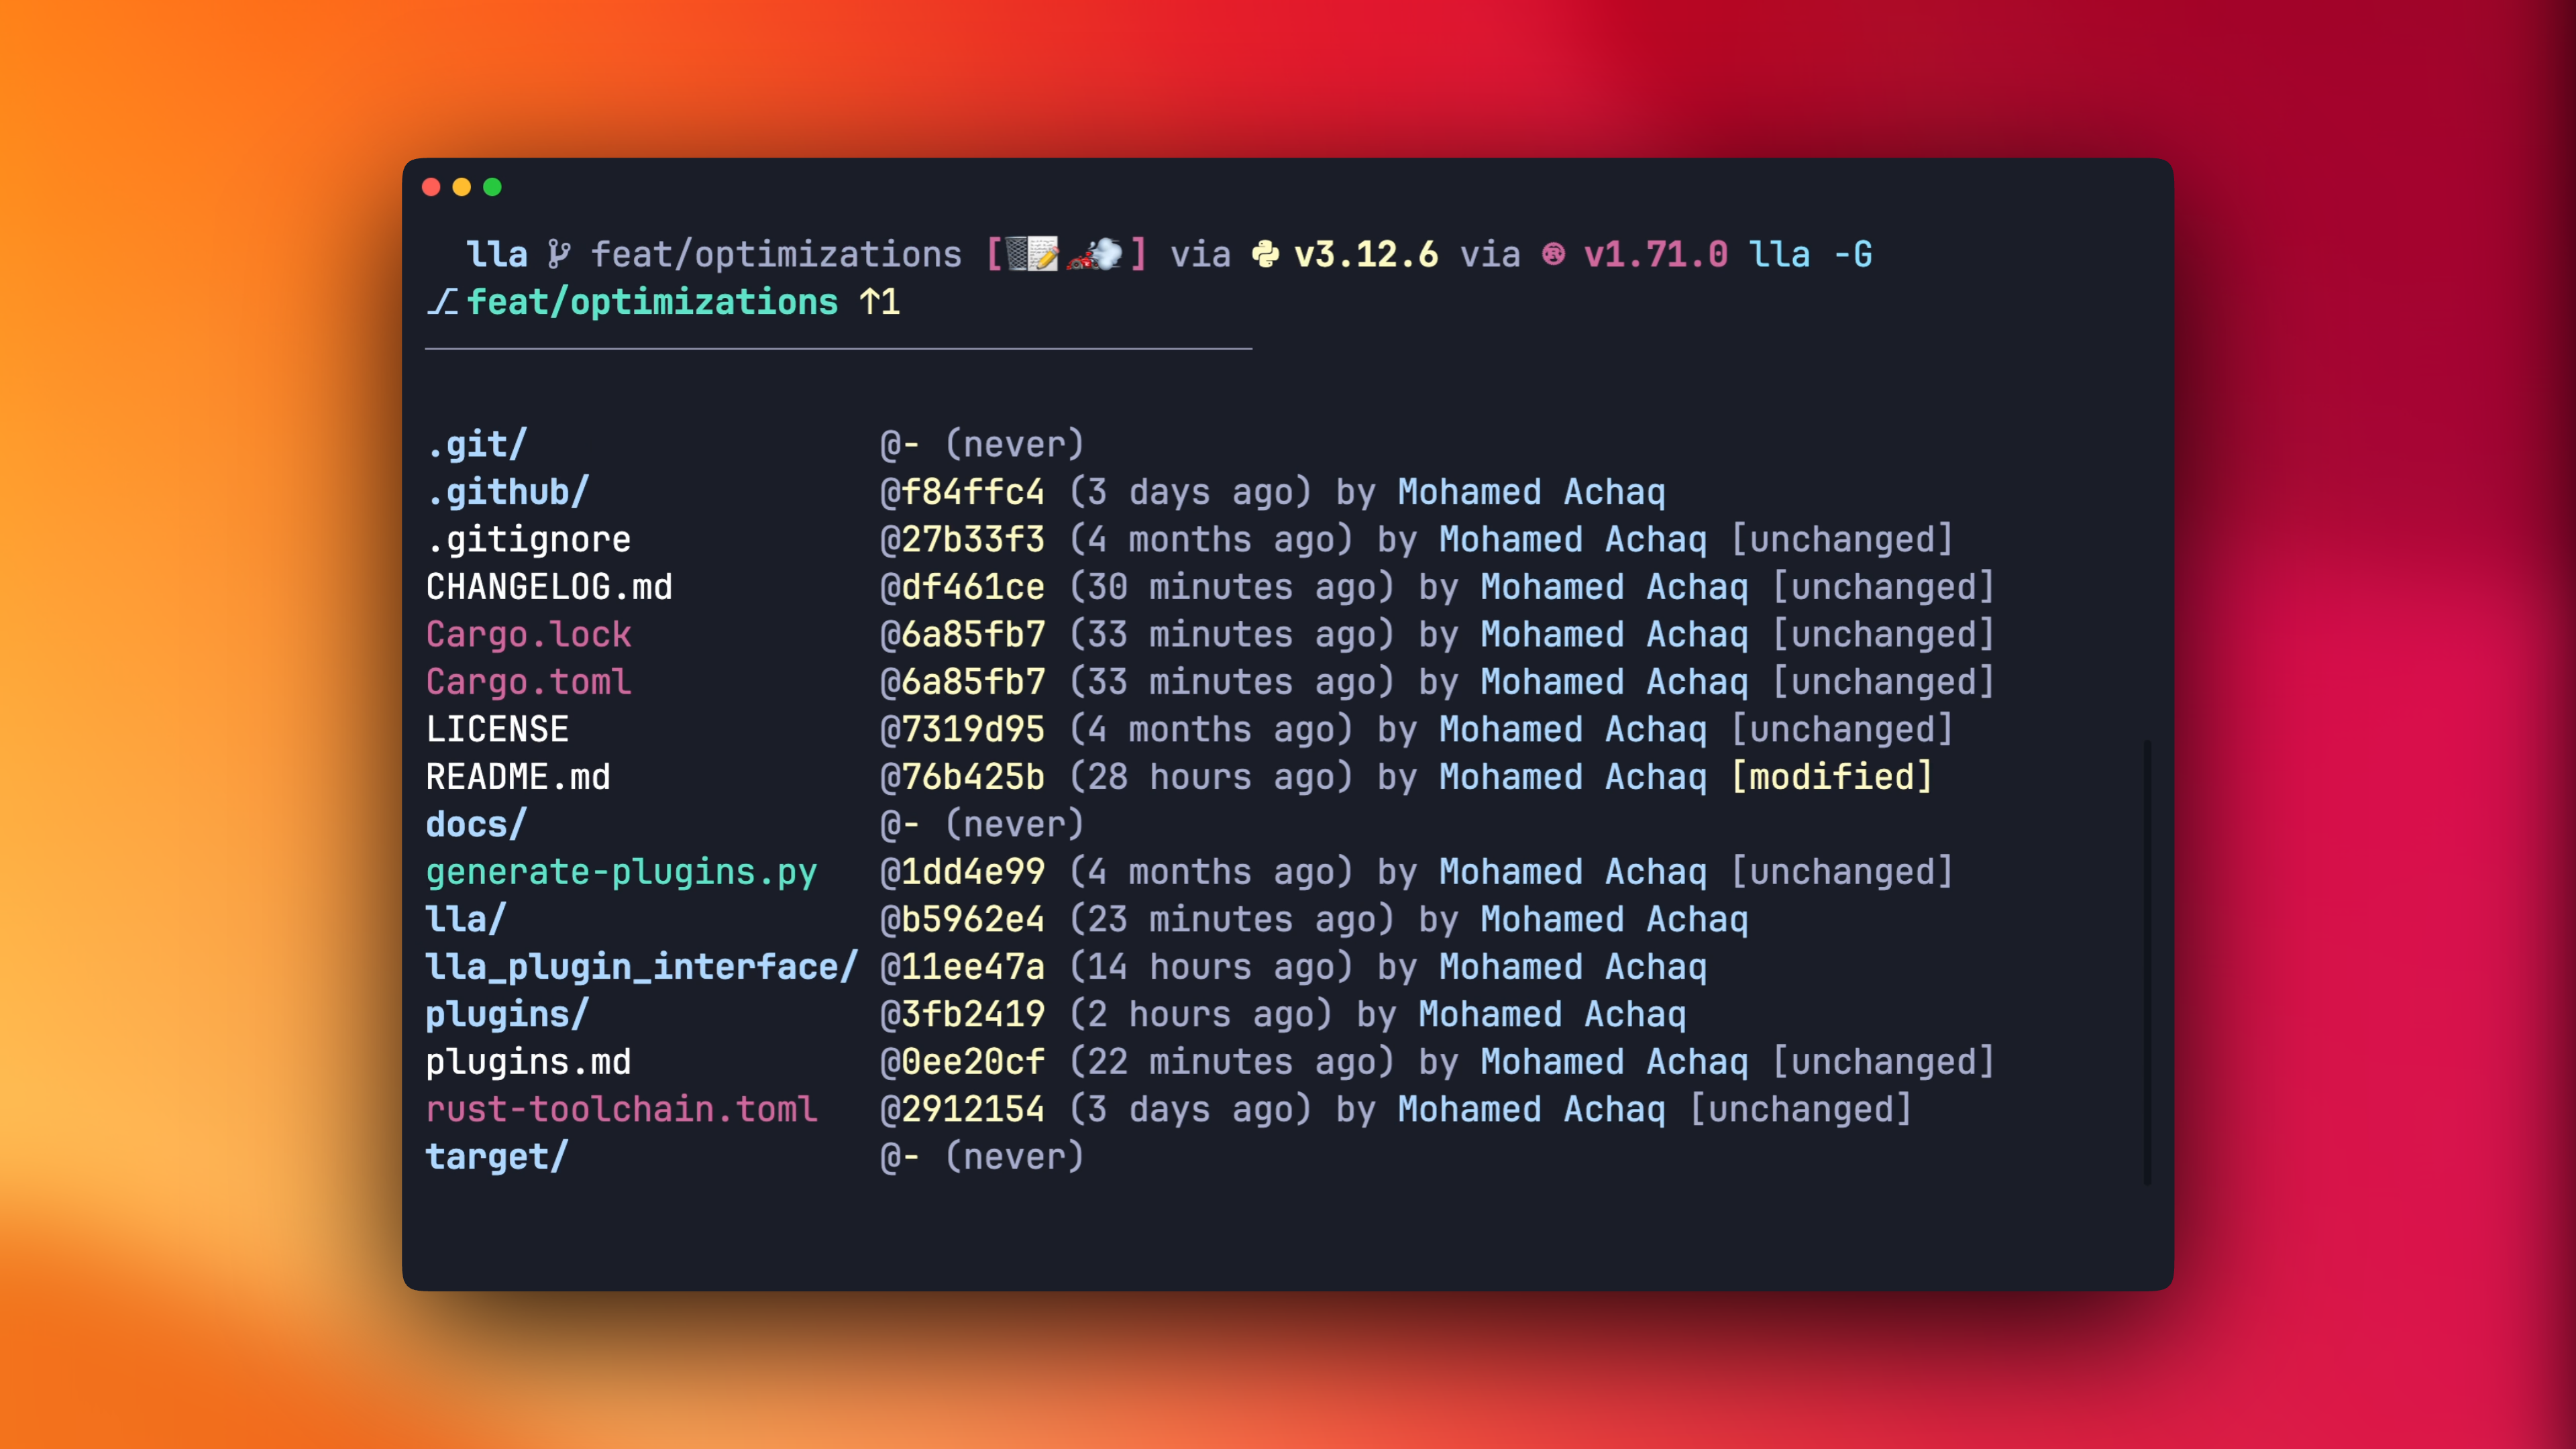 lla feat/optimizations [🗑️📝🏎️💨] via v3.12.6 via v1.71.0 lla -G
⎇ feat/optimizations ↑1
.git/ @- (never)
.github/ @f84ffc4 (3 days ago) by Mohamed Achaq
.gitignore @27b33f3 (4 months ago) by Mohamed Achaq [unchanged]
CHANGELOG.md @df461ce (30 minutes ago) by Mohamed Achaq [unchanged]
Cargo.lock @6a85fb7 (33 minutes ago) by Mohamed Achaq [unchanged]
Cargo.toml @6a85fb7 (33 minutes ago) by Mohamed Achaq [unchanged]
LICENSE @7319d95 (4 months ago) by Mohamed Achaq [unchanged]
README.md @76b425b (28 hours ago) by Mohamed Achaq [modified]
docs/ @- (never)
generate-plugins.py @1dd4e99 (4 months ago) by Mohamed Achaq [unchanged]
lla/ @b5962e4 (23 minutes ago) by Mohamed Achaq
lla_plugin_interface/ @11ee47a (14 hours ago) by Mohamed Achaq
plugins/ @3fb2419 (2 hours ago) by Mohamed Achaq
plugins.md @0ee20cf (22 minutes ago) by Mohamed Achaq [unchanged]
rust-toolchain.toml @2912154 (3 days ago) by Mohamed Achaq [unchanged]
target/ @- (never)